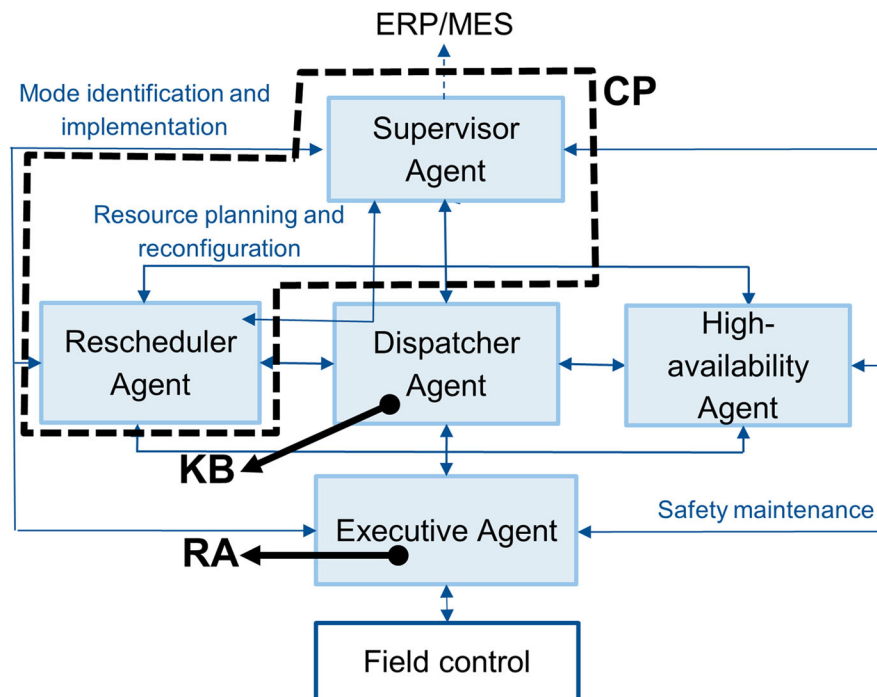 ERP/MES
CP
Mode identification and
implementation
Supervisor
Agent
Resource planning and
reconfiguration
Rescheduler
Agent
Dispatcher
Agent
High-
availability
Agent
KB
Executive Agent
Safety maintenance
RA
Field control